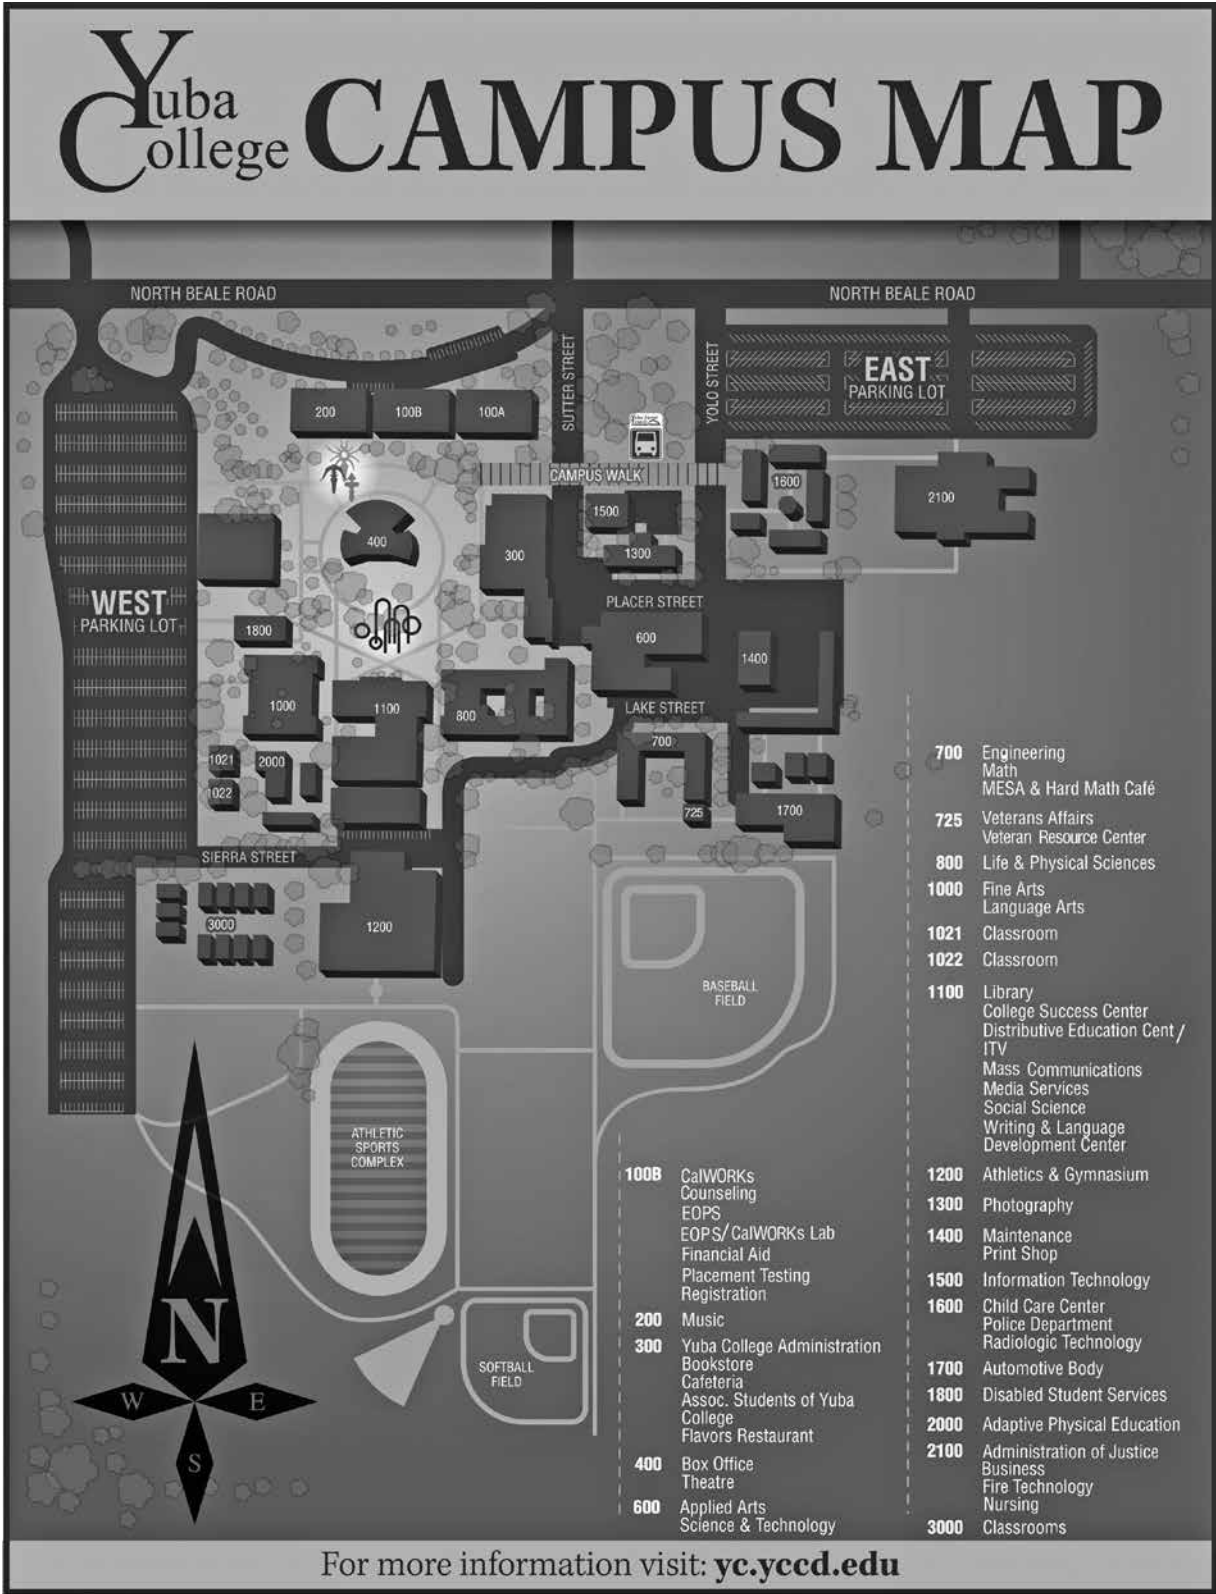 Yuba
College
CAMPUS MAP
NORTH BEALE ROAD
NORTH BEALE ROAD
SUTTER STREET
YOLO STREET
EAST
PARKING LOT
200
100B
100A
CAMPUS WALK
1600
2100
1500
400
300
1300
WEST
PARKING LOT
PLACER STREET
1800
600
1400
1000
1100
800
LAKE STREET
700
1021
2000
1022
725
1700
SIERRA STREET
3000
1200
BASEBALL
FIELD
ATHLETIC
SPORTS
COMPLEX
SOFTBALL
FIELD
N
W
E
S
100B CalWORKs
Counseling
EOPS
EOPS/CalWORKs Lab
Financial Aid
Placement Testing
Registration
200 Music
300 Yuba College Administration
Bookstore
Cafeteria
Assoc. Students of Yuba
College
Flavors Restaurant
400 Box Office
Theatre
600 Applied Arts
Science & Technology
700 Engineering
Math
MESA & Hard Math Café
725 Veterans Affairs
Veteran Resource Center
800 Life & Physical Sciences
1000 Fine Arts
Language Arts
1021 Classroom
1022 Classroom
1100 Library
College Success Center
Distributive Education Cent/
ITV
Mass Communications
Media Services
Social Science
Writing & Language
Development Center
1200 Athletics & Gymnasium
1300 Photography
1400 Maintenance
Print Shop
1500 Information Technology
1600 Child Care Center
Police Department
Radiologic Technology
1700 Automotive Body
1800 Disabled Student Services
2000 Adaptive Physical Education
2100 Administration of Justice
Business
Fire Technology
Nursing
3000 Classrooms
For more information visit: yc.yccd.edu